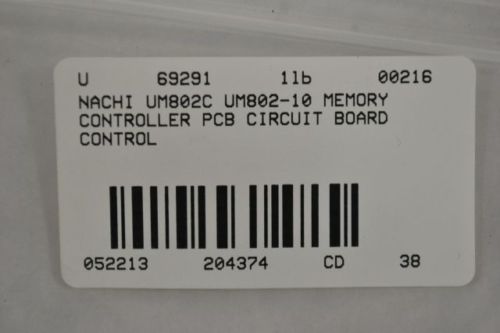 U 69291 1lb 00216
NACHI UM802C UM802-10 MEMORY
CONTROLLER PCB CIRCUIT BOARD
CONTROL
052213 204374 CD 38